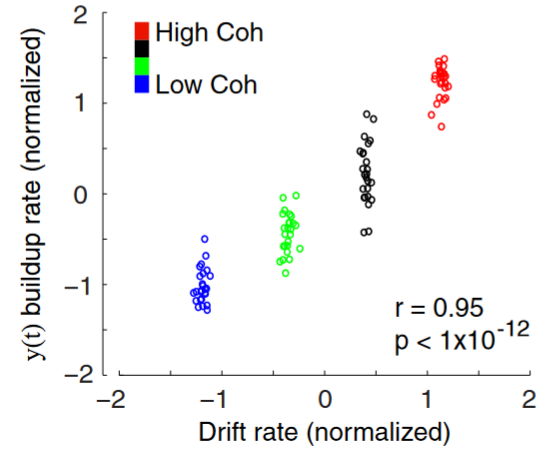 High Coh
Low Coh
2
1
0
−1
−2
y(t) buildup rate (normalized)
r = 0.95
p < 1x10⁻¹²
−2 −1 0 1 2
Drift rate (normalized)